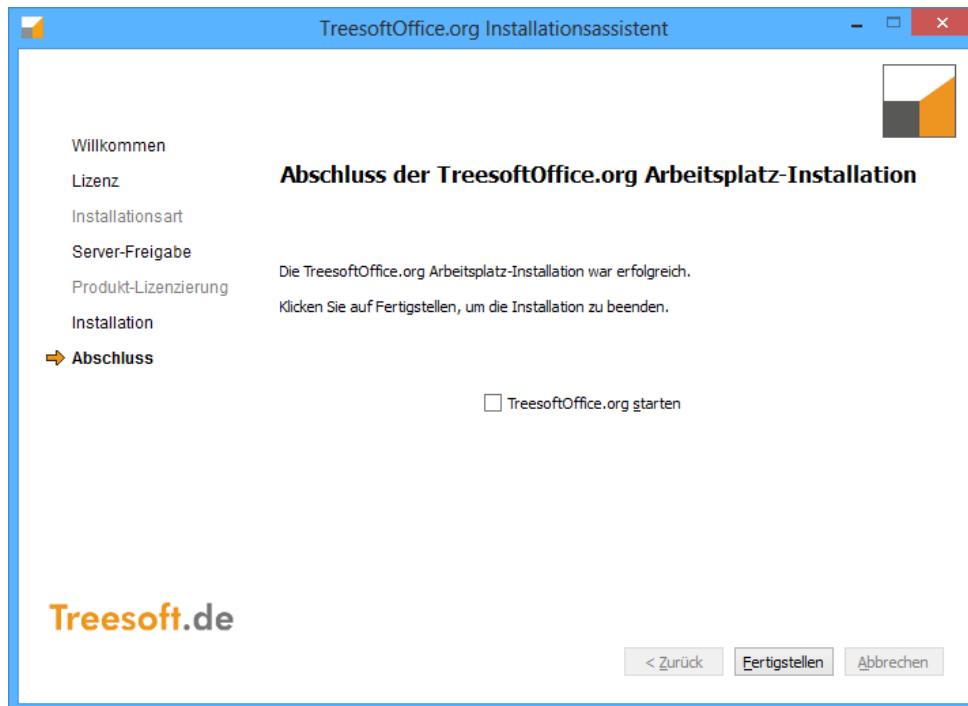 TreesoftOffice.org Installationsassistent
Willkommen
Lizenz
Installationsart
Server-Freigabe
Produkt-Lizenzierung
Installation
Abschluss
Abschluss der TreesoftOffice.org Arbeitsplatz-Installation
Die TreesoftOffice.org Arbeitsplatz-Installation war erfolgreich.
Klicken Sie auf Fertigstellen, um die Installation zu beenden.
TreesoftOffice.org starten
Treesoft.de
< Zurück
Fertigstellen
Abbrechen